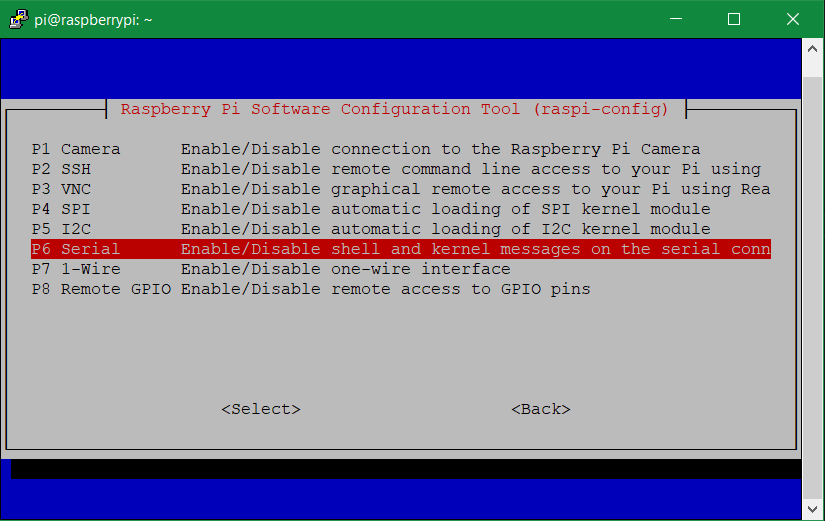 pi@raspberrypi: ~
Raspberry Pi Software Configuration Tool (raspi-config)
P1 Camera Enable/Disable connection to the Raspberry Pi Camera
P2 SSH Enable/Disable remote command line access to your Pi using
P3 VNC Enable/Disable graphical remote access to your Pi using Rea
P4 SPI Enable/Disable automatic loading of SPI kernel module
P5 I2C Enable/Disable automatic loading of I2C kernel module
P6 Serial Enable/Disable shell and kernel messages on the serial conn
P7 1-Wire Enable/Disable one-wire interface
P8 Remote GPIO Enable/Disable remote access to GPIO pins
<Select> <Back>